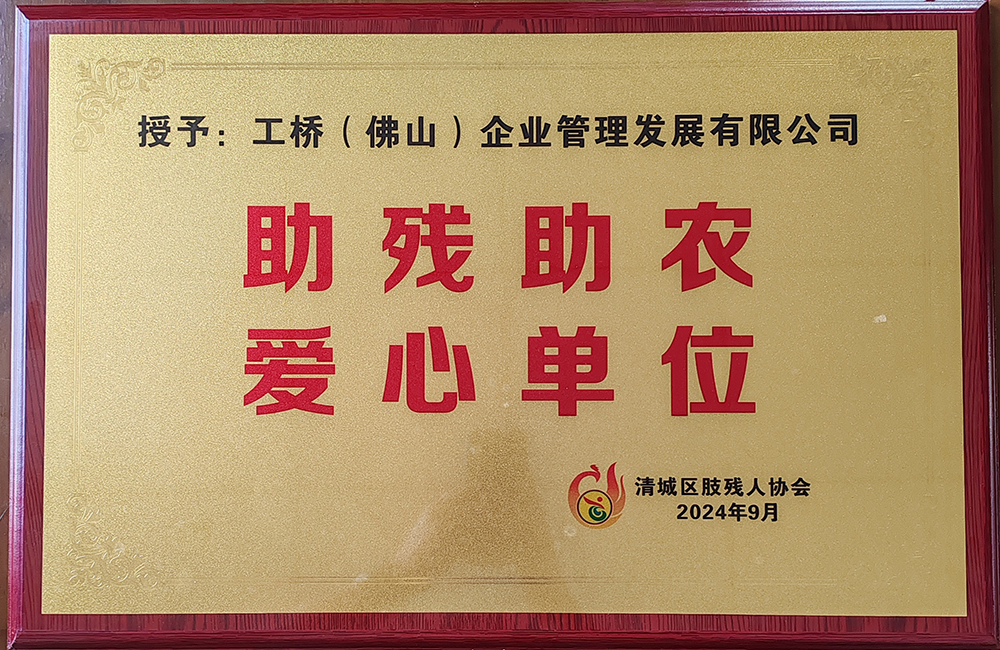 授予：工桥（佛山）企业管理发展有限公司
助残助农
爱心单位
清城区肢残人协会
2024年9月